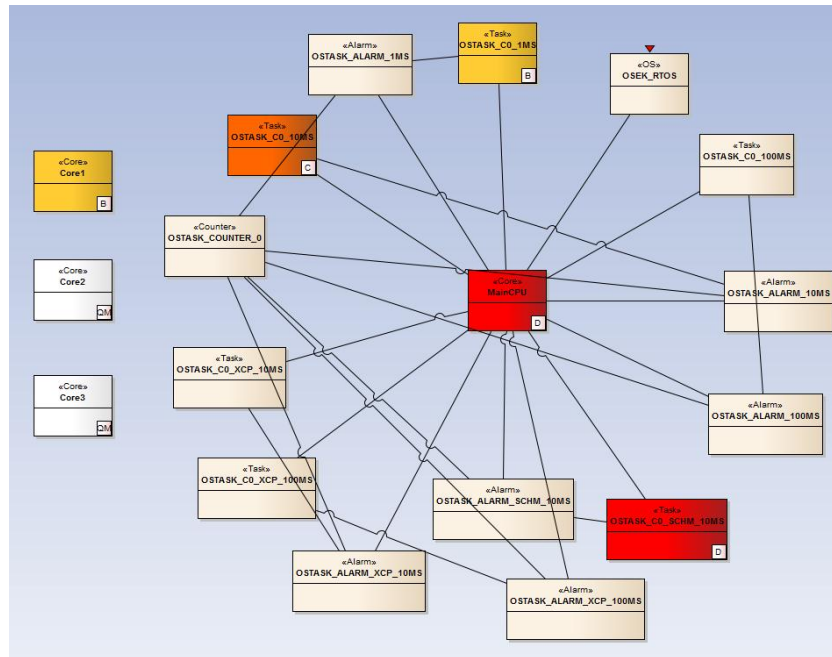 «Alarm»
OSTASK_ALARM_1MS
«Task»
OSTASK_C0_1MS
B
«OS»
OSEK_RTOS
«Task»
OSTASK_C0_10MS
C
«Task»
OSTASK_C0_100MS
«Core»
Core1
B
«Counter»
OSTASK_COUNTER_0
«Core»
Core2
QM
«Core»
MainCPU
D
«Alarm»
OSTASK_ALARM_10MS
«Task»
OSTASK_C0_XCP_10MS
«Core»
Core3
QM
«Alarm»
OSTASK_ALARM_100MS
«Task»
OSTASK_C0_XCP_100MS
«Alarm»
OSTASK_ALARM_SCHM_10MS
«Task»
OSTASK_C0_SCHM_10MS
D
«Alarm»
OSTASK_ALARM_XCP_10MS
«Alarm»
OSTASK_ALARM_XCP_100MS